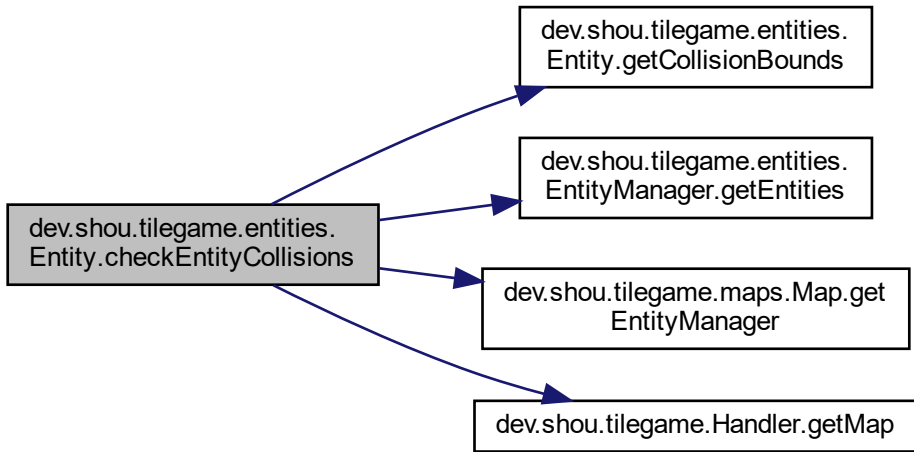 dev.shou.tilegame.entities.
Entity.checkEntityCollisions
dev.shou.tilegame.entities.
Entity.getCollisionBounds
dev.shou.tilegame.entities.
EntityManager.getEntities
dev.shou.tilegame.maps.Map.get
EntityManager
dev.shou.tilegame.Handler.getMap